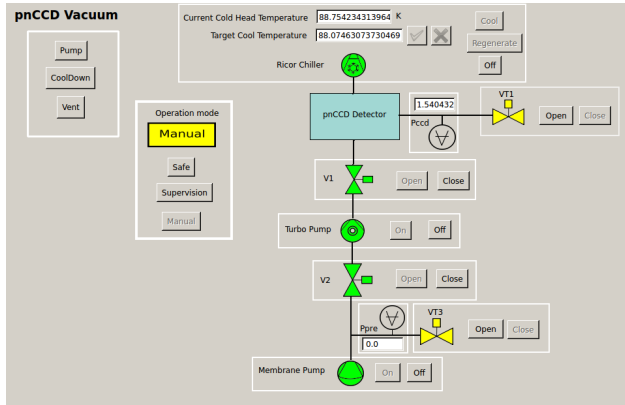 pnCCD Vacuum
Pump
CoolDown
Vent
Current Cold Head Temperature 88.754234313964 K
Target Cool Temperature 88.07463073730469
Cool
Regenerate
Off
Ricor Chiller
Operation mode
Manual
Safe
Supervision
Manual
pnCCD Detector
1.540432
Pccd
VT1
Open Close
V1
Open Close
Turbo Pump
On Off
V2
Open Close
Ppre
0.0
VT3
Open Close
Membrane Pump
On Off